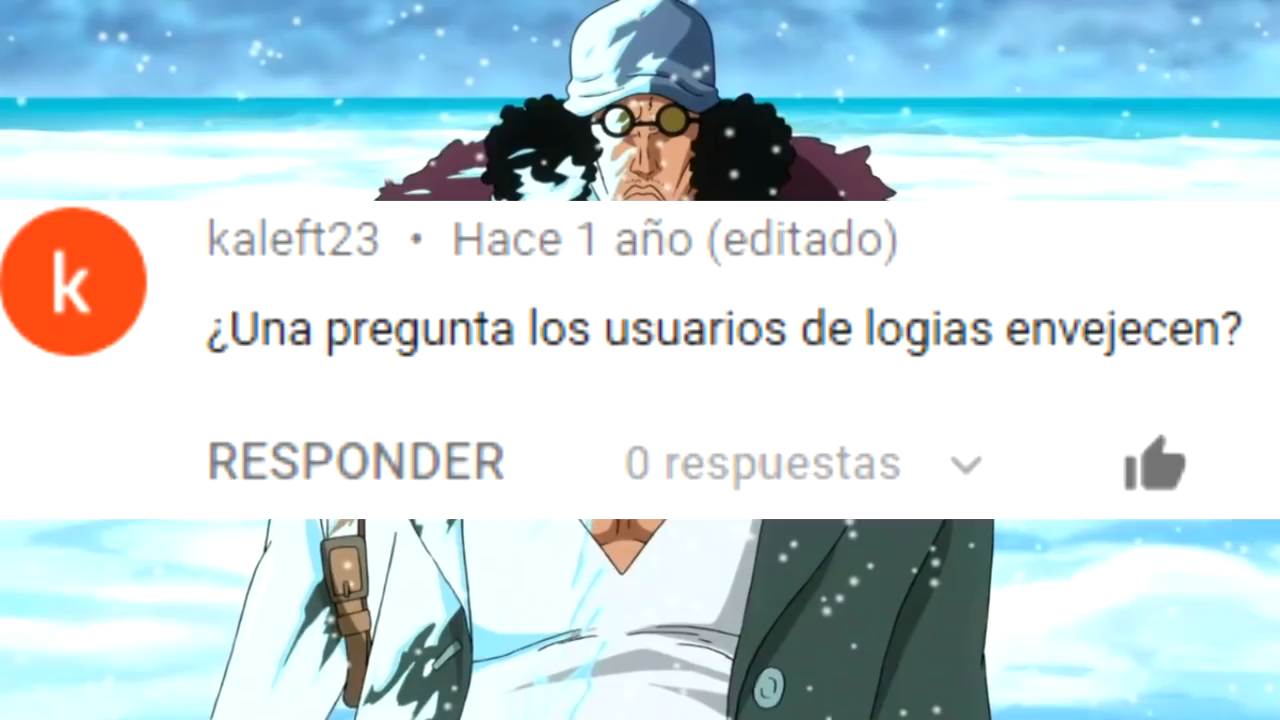 k
kaleft23 • Hace 1 año (editado)
¿Una pregunta los usuarios de logias envejecen?
RESPONDER 0 respuestas